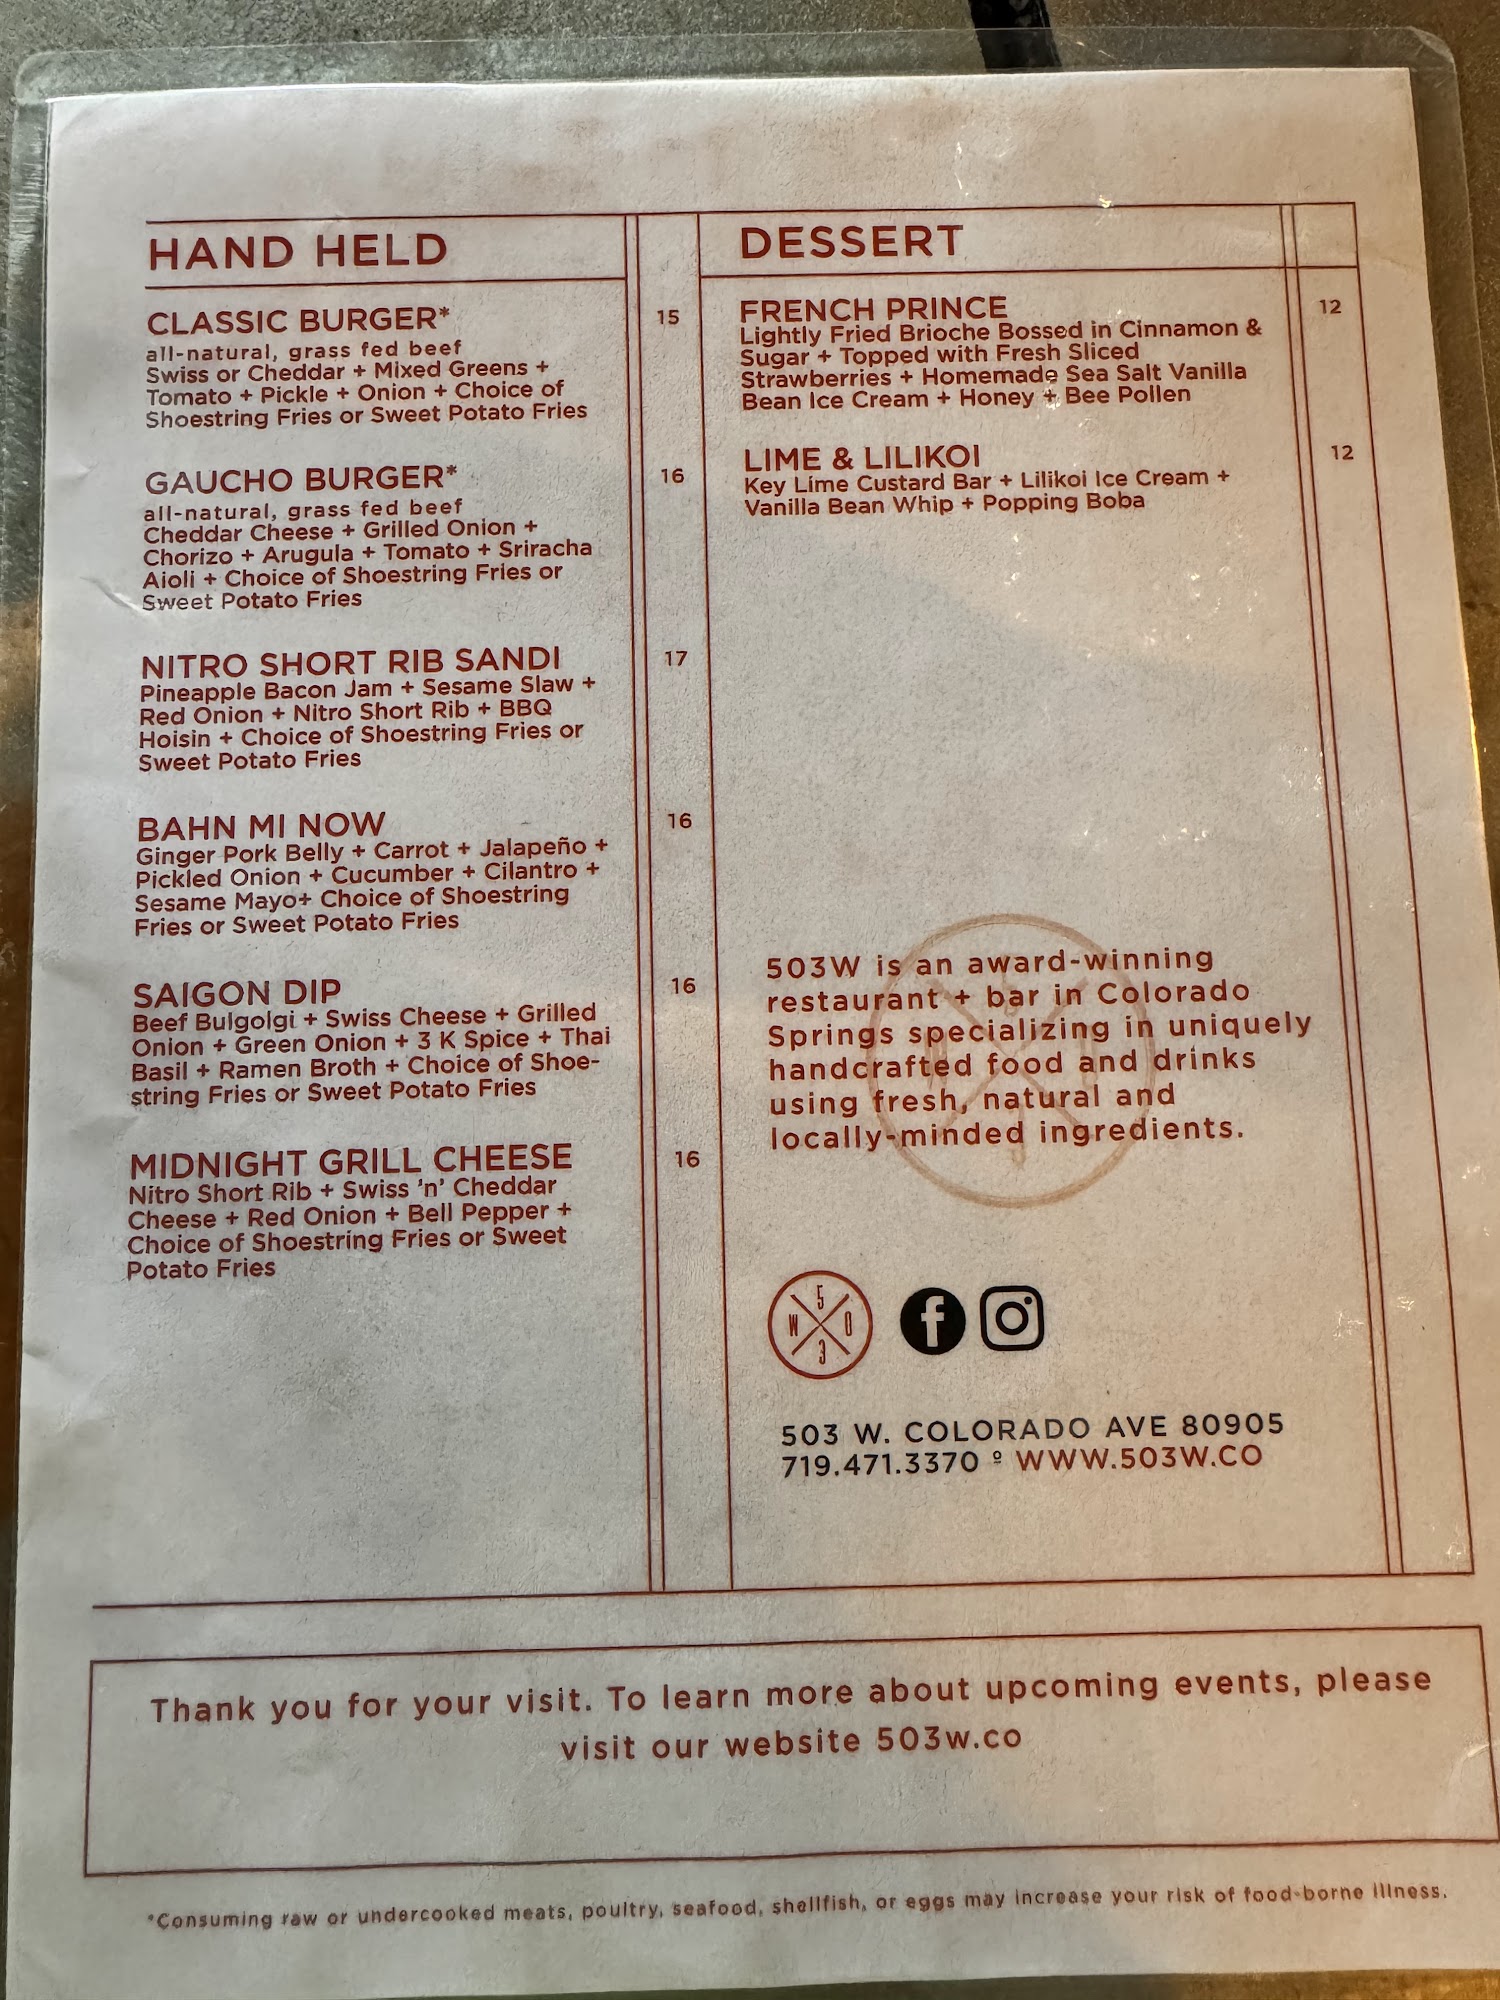 HAND HELD
CLASSIC BURGER* 15
all-natural, grass fed beef
Swiss or Cheddar + Mixed Greens +
Tomato + Pickle + Onion + Choice of
Shoestring Fries or Sweet Potato Fries
GAUCHO BURGER* 16
all-natural, grass fed beef
Cheddar Cheese + Grilled Onion +
Chorizo + Arugula + Tomato + Sriracha
Aioli + Choice of Shoestring Fries or
Sweet Potato Fries
NITRO SHORT RIB SANDI 17
Pineapple Bacon Jam + Sesame Slaw +
Red Onion + Nitro Short Rib + BBQ
Hoisin + Choice of Shoestring Fries or
Sweet Potato Fries
BAHN MI NOW 16
Ginger Pork Belly + Carrot + Jalapeño +
Pickled Onion + Cucumber + Cilantro +
Sesame Mayo+ Choice of Shoestring
Fries or Sweet Potato Fries
SAIGON DIP 16
Beef Bulgolgi + Swiss Cheese + Grilled
Onion + Green Onion + 3 K Spice + Thai
Basil + Ramen Broth + Choice of Shoe-
string Fries or Sweet Potato Fries
MIDNIGHT GRILL CHEESE 16
Nitro Short Rib + Swiss 'n' Cheddar
Cheese + Red Onion + Bell Pepper +
Choice of Shoestring Fries or Sweet
Potato Fries
DESSERT
FRENCH PRINCE 12
Lightly Fried Brioche Bossed in Cinnamon &
Sugar + Topped with Fresh Sliced
Strawberries + Homemade Sea Salt Vanilla
Bean Ice Cream + Honey + Bee Pollen
LIME & LILIKOI 12
Key Lime Custard Bar + Lilikoi Ice Cream +
Vanilla Bean Whip + Popping Boba
503W is an award-winning
restaurant + bar in Colorado
Springs specializing in uniquely
handcrafted food and drinks
using fresh, natural and
locally-minded ingredients.
5
W 0
3
503 W. COLORADO AVE 80905
719.471.3370 º WWW.503W.CO
Thank you for your visit. To learn more about upcoming events, please
visit our website 503w.co
*Consuming raw or undercooked meats, poultry, seafood, shellfish, or eggs may increase your risk of food-borne illness.